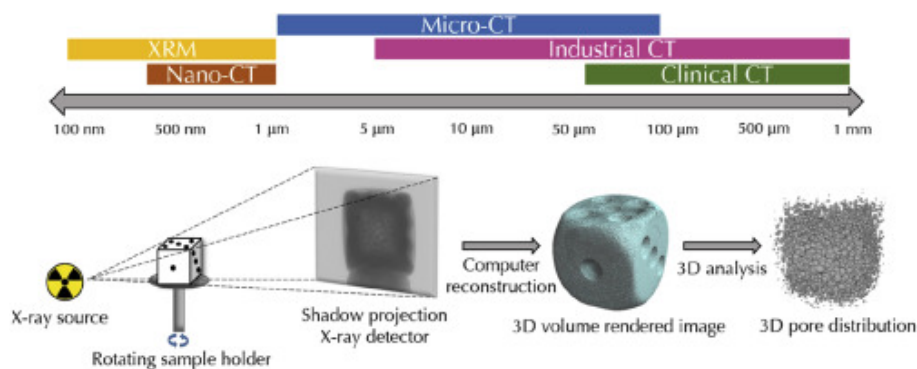 Micro-CT
XRM
Industrial CT
Nano-CT
Clinical CT
100 nm 500 nm 1 µm 5 µm 10 µm 50 µm 100 µm 500 µm 1 mm
X-ray source
Rotating sample holder
Shadow projection
X-ray detector
Computer
reconstruction
3D volume rendered image
3D analysis
3D pore distribution